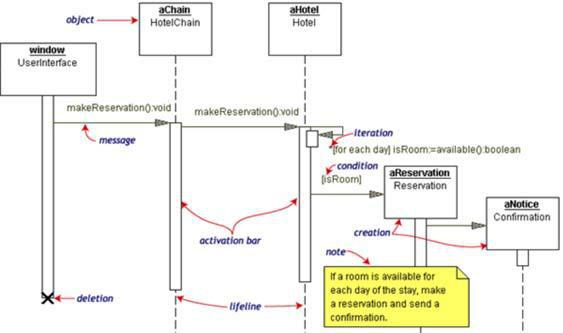 object
aChain
HotelChain
aHotel
Hotel
window
UserInterface
makeReservation():void
makeReservation():void
message
iteration
[for each day] isRoom:=available():boolean
condition
[isRoom]
aReservation
Reservation
aNotice
Confirmation
activation bar
creation
note
If a room is available for
each day of the stay, make
a reservation and send a
confirmation.
deletion
lifeline